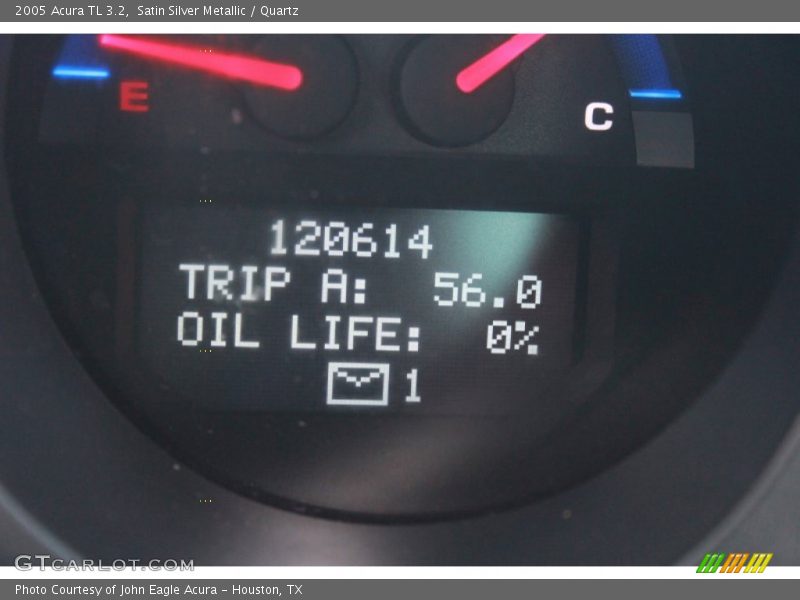 2005 Acura TL 3.2, Satin Silver Metallic / Quartz
E
C
120614
TRIP A: 56.0
OIL LIFE: 0%
1
GTCARLOT.COM
Photo Courtesy of John Eagle Acura - Houston, TX